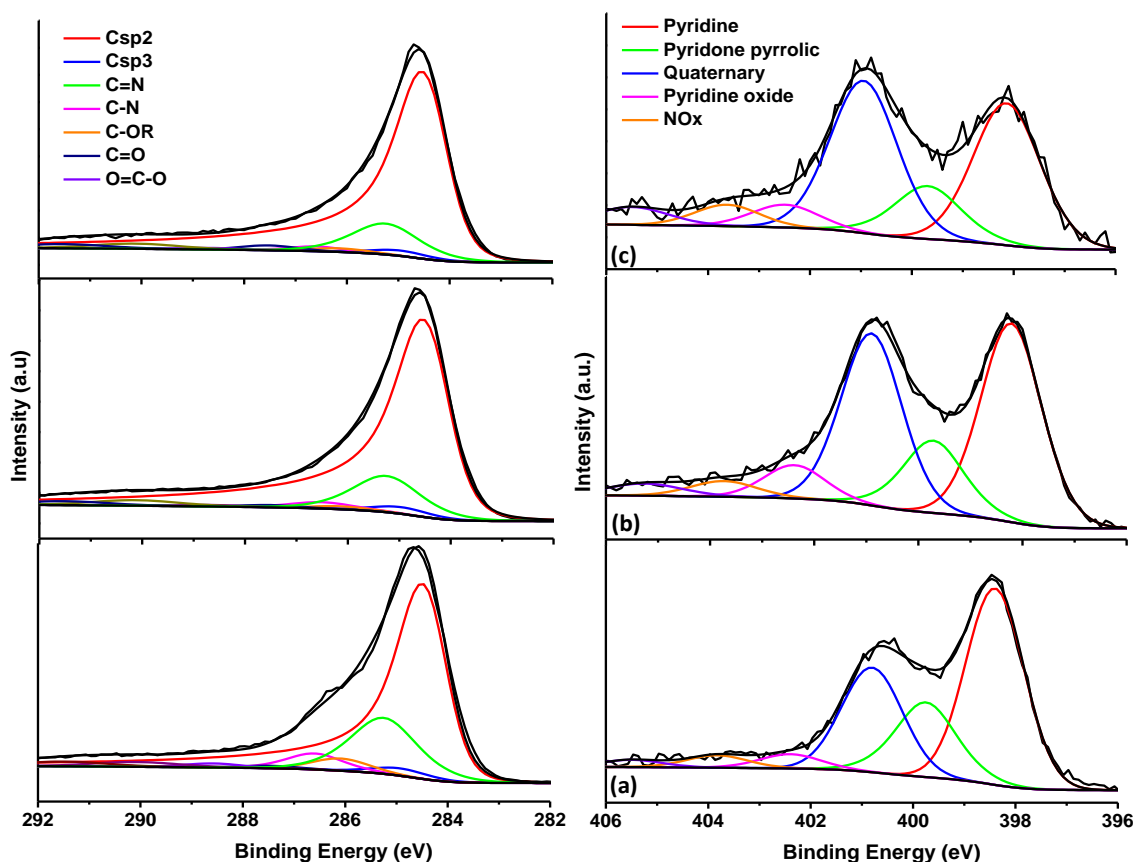 Csp2
Csp3
C=N
C-N
C-OR
C=O
O=C-O
Intensity (a.u)
292 290 288 286 284 282
Binding Energy (eV)
Pyridine
Pyridone pyrrolic
Quaternary
Pyridine oxide
NOx
(c)
(b)
(a)
Intensity (a.u.)
406 404 402 400 398 396
Binding Energy (eV)